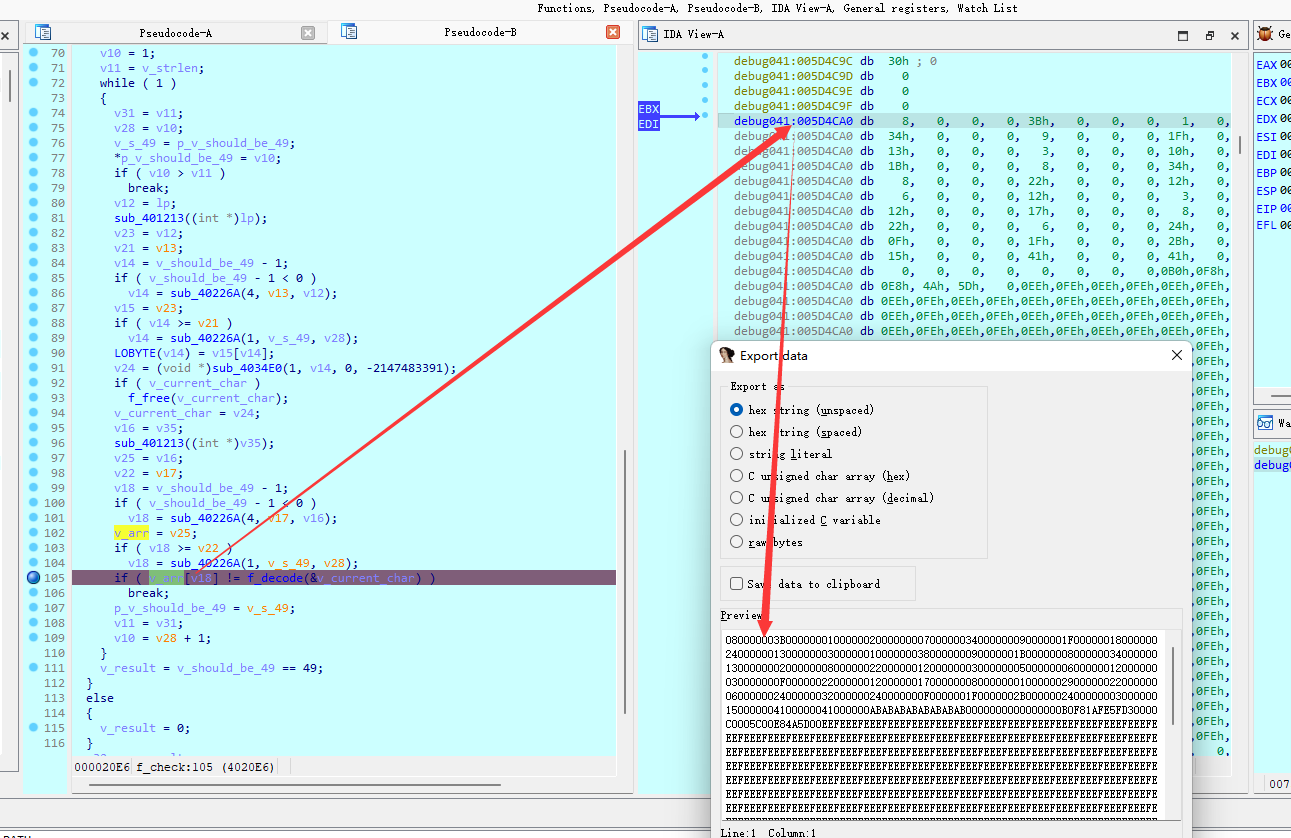 Functions, Pseudocode-A, Pseudocode-B, IDA View-A, General registers, Watch List
Pseudocode-A
Pseudocode-B
IDA View-A
Ge
70 v10 = 1;
71 v11 = v_strlen;
72 while ( 1 )
73 {
74 v31 = v11;
75 v28 = v10;
76 v_s_49 = p_v_should_be_49;
77 *p_v_should_be_49 = v10;
78 if ( v10 > v11 )
79 break;
80 v12 = lp;
81 sub_401213((int *)lp);
82 v23 = v12;
83 v21 = v13;
84 v14 = v_should_be_49 - 1;
85 if ( v_should_be_49 - 1 < 0 )
86 v14 = sub_40226A(4, v13, v12);
87 v15 = v23;
88 if ( v14 >= v21 )
89 v14 = sub_40226A(1, v_s_49, v28);
90 LOBYTE(v14) = v15[v14];
91 v24 = (void *)sub_4034E0(1, v14, 0, -2147483391);
92 if ( v_current_char )
93 f_free(v_current_char);
94 v_current_char = v24;
95 v16 = v35;
96 sub_401213((int *)v35);
97 v25 = v16;
98 v22 = v17;
99 v18 = v_should_be_49 - 1;
100 if ( v_should_be_49 - 1 < 0 )
101 v18 = sub_40226A(4, v17, v16);
102 v_arr = v25;
103 if ( v18 >= v22 )
104 v18 = sub_40226A(1, v_s_49, v28);
105 if ( v_arr[v18] != f_decode(&v_current_char) )
106 break;
107 p_v_should_be_49 = v_s_49;
108 v11 = v31;
109 v10 = v28 + 1;
110 }
111 v_result = v_should_be_49 == 49;
112 }
113 else
114 {
115 v_result = 0;
116 }
000020E6 f_check:105 (4020E6)
EBX
EDI
debug041:005D4C9C db 30h ; 0
debug041:005D4C9D db 0
debug041:005D4C9E db 0
debug041:005D4C9F db 0
debug041:005D4CA0 db 8, 0, 0, 0, 3Bh, 0, 0, 0, 1, 0,
debug041:005D4CA0 db 34h, 0, 0, 0, 9, 0, 0, 0, 1Fh, 0,
debug041:005D4CA0 db 13h, 0, 0, 0, 3, 0, 0, 0, 10h, 0,
debug041:005D4CA0 db 1Bh, 0, 0, 0, 8, 0, 0, 0, 34h, 0,
debug041:005D4CA0 db 8, 0, 0, 0, 22h, 0, 0, 0, 12h, 0,
debug041:005D4CA0 db 6, 0, 0, 0, 12h, 0, 0, 0, 3, 0,
debug041:005D4CA0 db 12h, 0, 0, 0, 17h, 0, 0, 0, 8, 0,
debug041:005D4CA0 db 22h, 0, 0, 0, 6, 0, 0, 0, 24h, 0,
debug041:005D4CA0 db 0Fh, 0, 0, 0, 1Fh, 0, 0, 0, 2Bh, 0,
debug041:005D4CA0 db 15h, 0, 0, 0, 41h, 0, 0, 0, 41h, 0,
debug041:005D4CA0 db 0, 0, 0, 0, 0, 0, 0, 0,0B0h,0F8h,
debug041:005D4CA0 db 0E8h, 4Ah, 5Dh, 0,0EEh,0FEh,0EEh,0FEh,0EEh,0FEh,
debug041:005D4CA0 db 0EEh,0FEh,0EEh,0FEh,0EEh,0FEh,0EEh,0FEh,0EEh,0FEh,
debug041:005D4CA0 db 0EEh,0FEh,0EEh,0FEh,0EEh,0FEh,0EEh,0FEh,0EEh,0FEh,
debug041:005D4CA0 db 0EEh,0FEh,0EEh,0FEh,0EEh,0FEh,0EEh,0FEh,0EEh,0FEh,
EAX 00
EBX 00
ECX 00
EDX 00
ESI 00
EDI 00
EBP 00
ESP 00
EIP 00
EFL 00
Wa
debug0
debug0
007
Export data
Export as
hex string (unspaced)
hex string (spaced)
string literal
C unsigned char array (hex)
C unsigned char array (decimal)
initialized C variable
raw bytes
Save data to clipboard
Preview
Line:1 Column:1